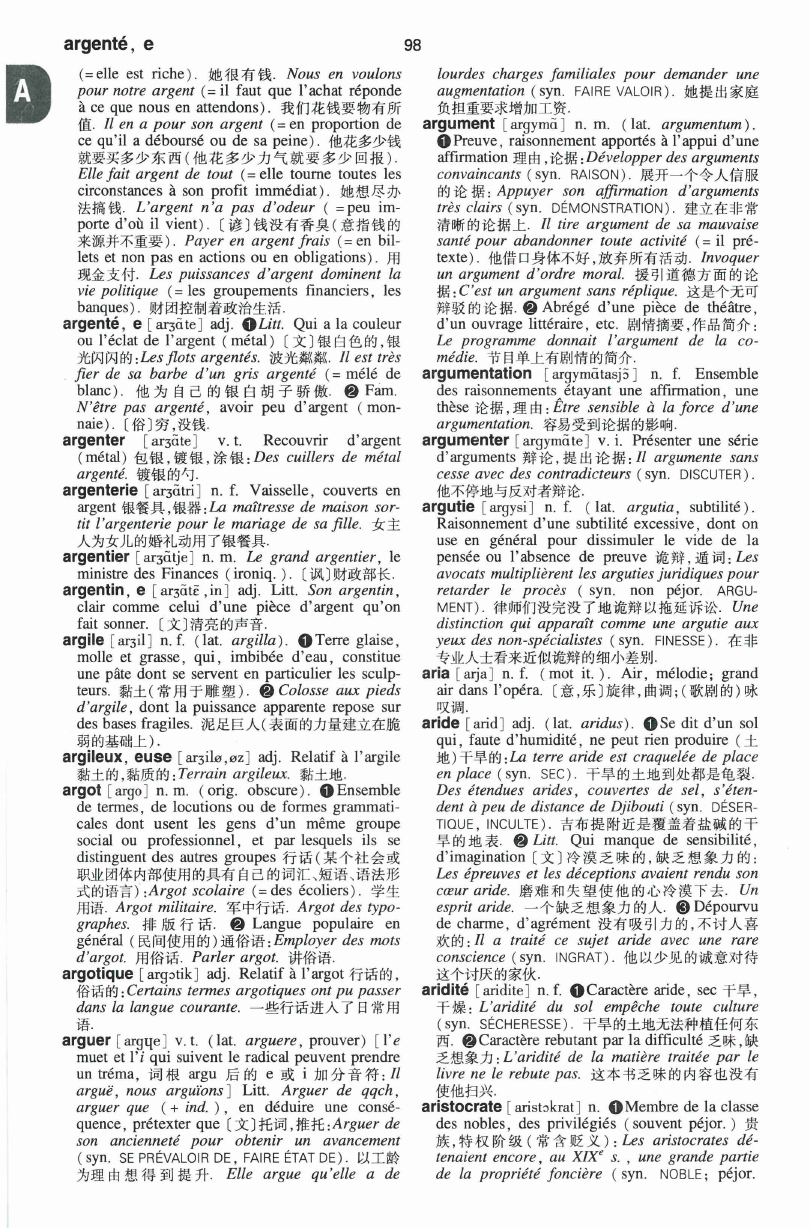 argenté, e
98
A
(=elle est riche). 她很有钱. Nous en voulons
pour notre argent (= il faut que l'achat réponde
à ce que nous en attendons). 我们花钱要物有所
值. Il en a pour son argent (= en proportion de
ce qu'il a déboursé ou de sa peine). 他花多少钱
就要买多少东西(他花多少力气就要多少回报).
Elle fait argent de tout (= elle tourne toutes les
circonstances à son profit immédiat). 她想尽办
法搞钱. L'argent n'a pas d'odeur ( =peu im-
porte d'où il vient). 〔谚〕钱没有香臭(意指钱的
来源并不重要). Payer en argent frais (= en bil-
lets et non pas en actions ou en obligations). 用
现金支付. Les puissances d'argent dominent la
vie politique (= les groupements financiers, les
banques). 财团控制着政治生活.
argenté, e [arʒɑ̃te] adj. ❶Litt. Qui a la couleur
ou l'éclat de l'argent (métal)〔文〕银白色的,银
光闪闪的:Les flots argentés. 波光粼粼. Il est très
fier de sa barbe d'un gris argenté (= mélé de
blanc). 他为自己的银白胡子骄傲. ❷ Fam.
N'être pas argenté, avoir peu d'argent ( mon-
naie).〔俗〕穷,没钱.
argenter [arʒɑ̃te] v. t. Recouvrir d'argent
(métal) 包银,镀银,涂银:Des cuillers de métal
argenté. 镀银的勺.
argenterie [arʒɑ̃tri] n. f. Vaisselle, couverts en
argent 银餐具,银器:La maîtresse de maison sor-
tit l'argenterie pour le mariage de sa fille. 女主
人为女儿的婚礼动用了银餐具.
argentier [arʒɑ̃tje] n. m. Le grand argentier, le
ministre des Finances (ironiq.).〔讽〕财政部长.
argentin, e [arʒɑ̃tɛ̃,in] adj. Litt. Son argentin,
clair comme celui d'une pièce d'argent qu'on
fait sonner.〔文〕清亮的声音.
argile [arʒil] n. f. (lat. argilla). ❶Terre glaise,
molle et grasse, qui, imbibée d'eau, constitue
une pâte dont se servent en particulier les sculp-
teurs. 黏土(常用于雕塑). ❷Colosse aux pieds
d'argile, dont la puissance apparente repose sur
des bases fragiles. 泥足巨人(表面的力量建立在脆
弱的基础上).
argileux, euse [arʒilø,øz] adj. Relatif à l'argile
黏土的,黏质的:Terrain argileux. 黏土地.
argot [argo] n. m. (orig. obscure). ❶Ensemble
de termes, de locutions ou de formes grammati-
cales dont usent les gens d'un même groupe
social ou professionnel, et par lesquels ils se
distinguent des autres groupes 行话(某个社会或
职业团体内部使用的具有自己的词汇、短语、语法形
式的语言):Argot scolaire (= des écoliers). 学生
用语. Argot militaire. 军中行话. Argot des typo-
graphes. 排版行话. ❷ Langue populaire en
général (民间使用的)通俗语:Employer des mots
d'argot. 用俗话. Parler argot. 讲俗语.
argotique [argɔtik] adj. Relatif à l'argot 行话的,
俗话的:Certains termes argotiques ont pu passer
dans la langue courante. 一些行话进入了日常用
语.
arguer [argɥe] v. t. (lat. arguere, prouver) [l'e
muet et l'i qui suivent le radical peuvent prendre
un tréma, 词根 argu 后的 e 或 i 加分音符: Il
arguë, nous arguïons] Litt. Arguer de qqch,
arguer que (+ ind.), en déduire une consé-
quence, prétexter que〔文〕托词,推托:Arguer de
son ancienneté pour obtenir un avancement
(syn. SE PRÉVALOIR DE, FAIRE ÉTAT DE). 以工龄
为理由想得到提升. Elle argue qu'elle a de
lourdes charges familiales pour demander une
augmentation (syn. FAIRE VALOIR). 她提出家庭
负担重要求增加工资.
argument [argymɑ̃] n. m. (lat. argumentum).
❶Preuve, raisonnement apportés à l'appui d'une
affirmation 理由,论据:Développer des arguments
convaincants (syn. RAISON). 展开一个令人信服
的论据: Appuyer son affirmation d'arguments
très clairs (syn. DÉMONSTRATION). 建立在非常
清晰的论据上. Il tire argument de sa mauvaise
santé pour abandonner toute activité (= il pré-
texte). 他借口身体不好,放弃所有活动. Invoquer
un argument d'ordre moral. 援引道德方面的论
据:C'est un argument sans réplique. 这是个无可
辩驳的论据. ❷Abrégé d'une pièce de théâtre,
d'un ouvrage littéraire, etc. 剧情摘要,作品简介:
Le programme donnait l'argument de la co-
médie. 节目单上有剧情的简介.
argumentation [argymɑ̃tasjɔ̃] n. f. Ensemble
des raisonnements étayant une affirmation, une
thèse 论据,理由:Être sensible à la force d'une
argumentation. 容易受到论据的影响.
argumenter [argymɑ̃te] v. i. Présenter une série
d'arguments 辩论,提出论据:Il argumente sans
cesse avec des contradicteurs (syn. DISCUTER).
他不停地与反对者辩论.
argutie [argysi] n. f. (lat. argutia, subtilité).
Raisonnement d'une subtilité excessive, dont on
use en général pour dissimuler le vide de la
pensée ou l'absence de preuve 诡辩,遁词: Les
avocats multiplièrent les arguties juridiques pour
retarder le procès ( syn. non péjor. ARGU-
MENT). 律师们没完没了地诡辩以拖延诉讼. Une
distinction qui apparaît comme une argutie aux
yeux des non-spécialistes (syn. FINESSE). 在非
专业人士看来近似诡辩的细小差别.
aria [arja] n. f. (mot it.). Air, mélodie; grand
air dans l'opéra.〔意,乐〕旋律,曲调;(歌剧的)咏
叹调.
aride [arid] adj. (lat. aridus). ❶Se dit d'un sol
qui, faute d'humidité, ne peut rien produire (土
地)干旱的:La terre aride est craquelée de place
en place (syn. SEC). 干旱的土地到处都是龟裂.
Des étendues arides, couvertes de sel, s'éten-
dent à peu de distance de Djibouti (syn. DÉSER-
TIQUE, INCULTE). 吉布提附近是覆盖着盐碱的干
旱的地表. ❷ Litt. Qui manque de sensibilité,
d'imagination〔文〕冷漠乏味的,缺乏想象力的:
Les épreuves et les déceptions avaient rendu son
cœur aride. 磨难和失望使他的心冷漠下去. Un
esprit aride. 一个缺乏想象力的人. ❸Dépourvu
de charme, d'agrément 没有吸引力的,不讨人喜
欢的:Il a traité ce sujet aride avec une rare
conscience (syn. INGRAT). 他以少见的诚意对待
这个讨厌的家伙.
aridité [aridite] n. f. ❶Caractère aride, sec 干旱,
干燥: L'aridité du sol empêche toute culture
(syn. SÉCHERESSE). 干旱的土地无法种植任何东
西. ❷Caractère rebutant par la difficulté 乏味,缺
乏想象力:L'aridité de la matière traitée par le
livre ne le rebute pas. 这本书乏味的内容也没有
使他扫兴.
aristocrate [aristɔkrat] n. ❶Membre de la classe
des nobles, des privilégiés (souvent péjor.) 贵
族,特权阶级(常含贬义):Les aristocrates dé-
tenaient encore, au XIXe s., une grande partie
de la propriété foncière (syn. NOBLE; péjor.